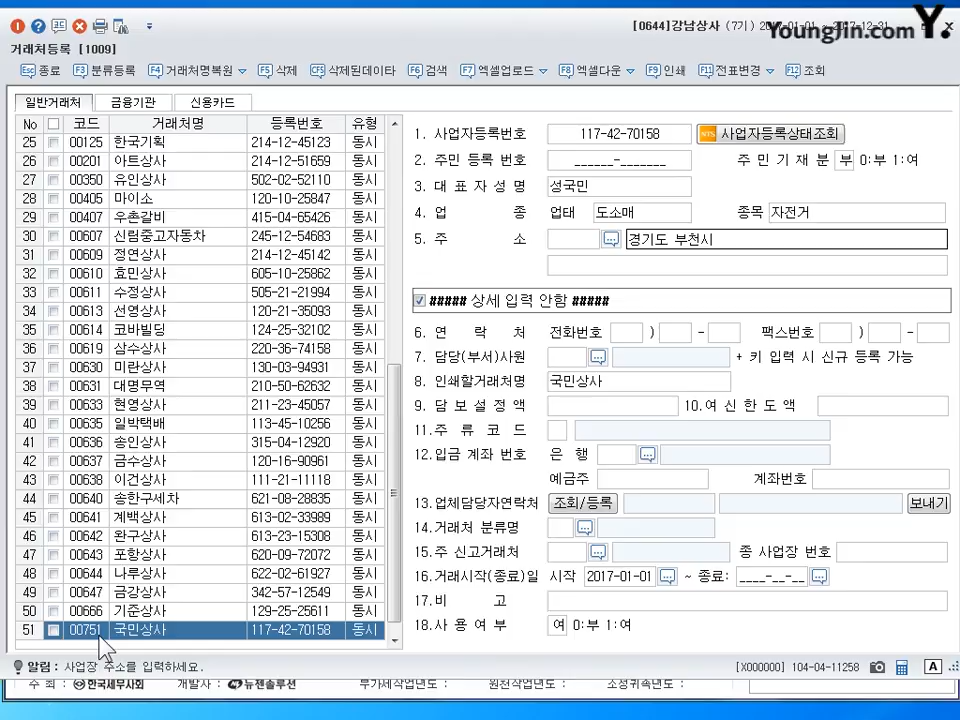 [0644]강남상사 (7기) 2017-01-01 ~ 2017-12-31
YoungJin.com Y.
거래처등록 [1009]
Esc종료 F3분류등록 F4거래처명복원 F5삭제 CF5삭제된데이타 F6검색 F7엑셀업로드 F8엑셀다운 F9인쇄 F11전표변경 F12조회
일반거래처 금융기관 신용카드
No 코드 거래처명 등록번호 유형
25 00125 한국기획 214-12-45123 동시
26 00201 아트상사 214-12-51659 동시
27 00350 유인상사 502-02-52110 동시
28 00405 마이소 120-10-25847 동시
29 00407 우촌갈비 415-04-65426 동시
30 00607 신림중고자동차 245-12-54683 동시
31 00609 정연상사 214-12-45142 동시
32 00610 효민상사 605-10-25862 동시
33 00611 수정상사 505-21-21994 동시
34 00613 선영상사 120-21-35093 동시
35 00614 코바빌딩 124-25-32102 동시
36 00619 삼수상사 220-36-74158 동시
37 00630 미란상사 130-03-94931 동시
38 00631 대명무역 210-50-62632 동시
39 00633 현영상사 211-23-45057 동시
40 00635 일박택배 113-45-10256 동시
41 00636 송인상사 315-04-12920 동시
42 00637 금수상사 120-16-90961 동시
43 00638 이건상사 111-21-11118 동시
44 00640 송한구세차 621-08-28835 동시
45 00641 계백상사 613-02-33989 동시
46 00642 완구상사 613-23-15308 동시
47 00643 포항상사 620-09-72072 동시
48 00644 나루상사 622-02-61927 동시
49 00647 금강상사 342-57-12549 동시
50 00666 기준상사 129-25-25611 동시
51 00751 국민상사 117-42-70158 동시
1. 사업자등록번호 117-42-70158 NTS 사업자등록상태조회
2. 주민 등록 번호 ______-_______ 주 민 기 재 분 부 0:부 1:여
3. 대 표 자 성 명 성국민
4. 업 종 업태 도소매 종목 자전거
5. 주 소 경기도 부천시
##### 상세 입력 안함 #####
6. 연 락 처 전화번호 ) - 팩스번호 ) -
7. 담당(부서)사원 + 키 입력 시 신규 등록 가능
8. 인쇄할거래처명 국민상사
9. 담 보 설 정 액 10.여 신 한 도 액
11.주 류 코 드
12.입금 계좌 번호 은 행
예금주 계좌번호
13.업체담당자연락처 조회/등록 보내기
14.거래처 분류명
15.주 신고거래처 종 사업장 번호
16.거래시작(종료)일 시작 2017-01-01 ~ 종료: ____-__-__
17.비 고
18.사 용 여 부 여 0:부 1:여
알림 : 사업장 주소를 입력하세요. [X000000] 104-04-11258 A
주 최 : 한국세무사회 개발사 : 뉴젠솔루션 부가세작업년도 : 원천작업년도 : 소정귀속년도 :